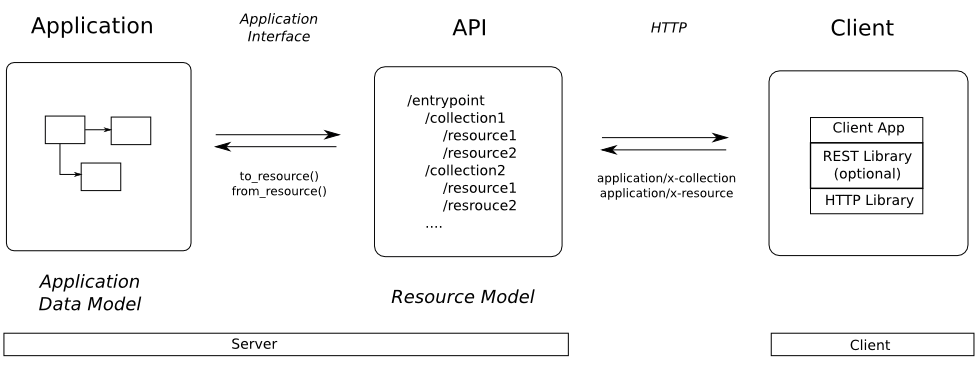 Application
Application
Interface
API
HTTP
Client
to_resource()
from_resource()
/entrypoint
/collection1
/resource1
/resource2
/collection2
/resource1
/resrouce2
....
application/x-collection
application/x-resource
Client App
REST Library
(optional)
HTTP Library
Application
Data Model
Resource Model
Server
Client